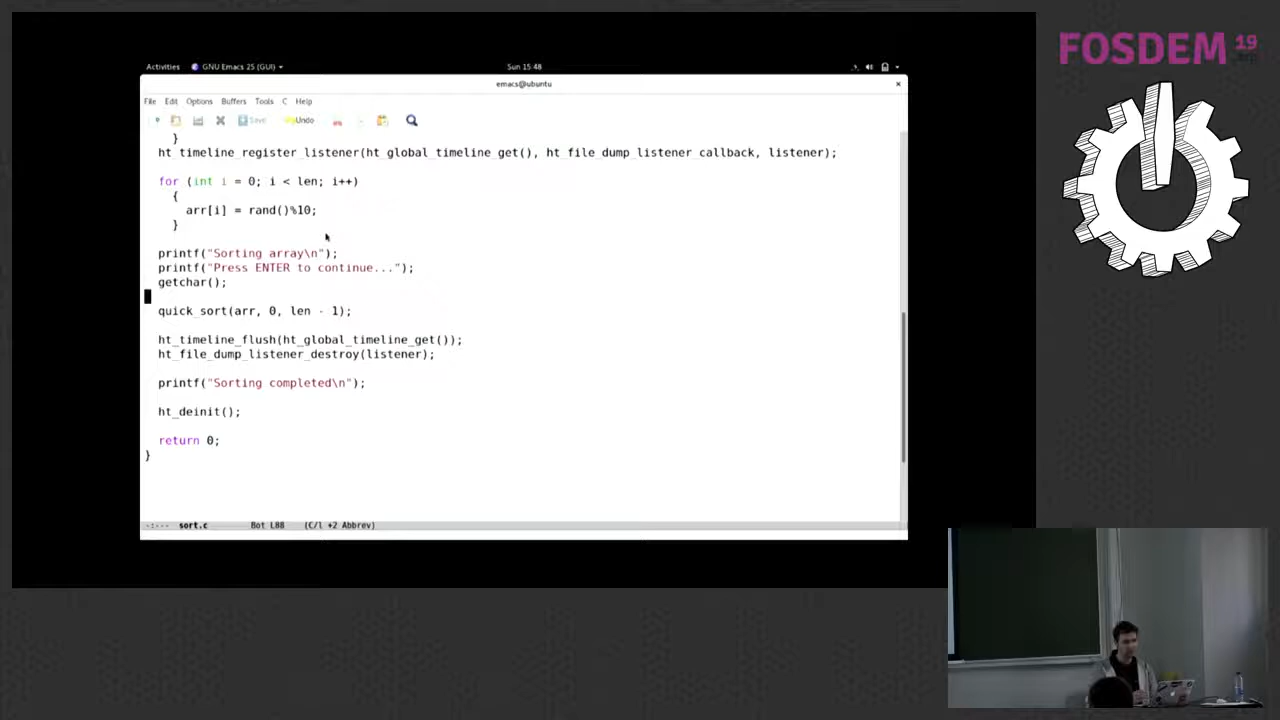 FOSDEM 19
Activities GNU Emacs 25 (GUI) Sun 15:48
emacs@ubuntu
File Edit Options Buffers Tools C Help
Save Undo
}
ht_timeline_register_listener(ht_global_timeline_get(), ht_file_dump_listener_callback, listener);
for (int i = 0; i < len; i++)
{
arr[i] = rand()%10;
}
printf("Sorting array\n");
printf("Press ENTER to continue...");
getchar();
quick_sort(arr, 0, len - 1);
ht_timeline_flush(ht_global_timeline_get());
ht_file_dump_listener_destroy(listener);
printf("Sorting completed\n");
ht_deinit();
return 0;
}
-:--- sort.c Bot L88 (C/l +2 Abbrev)